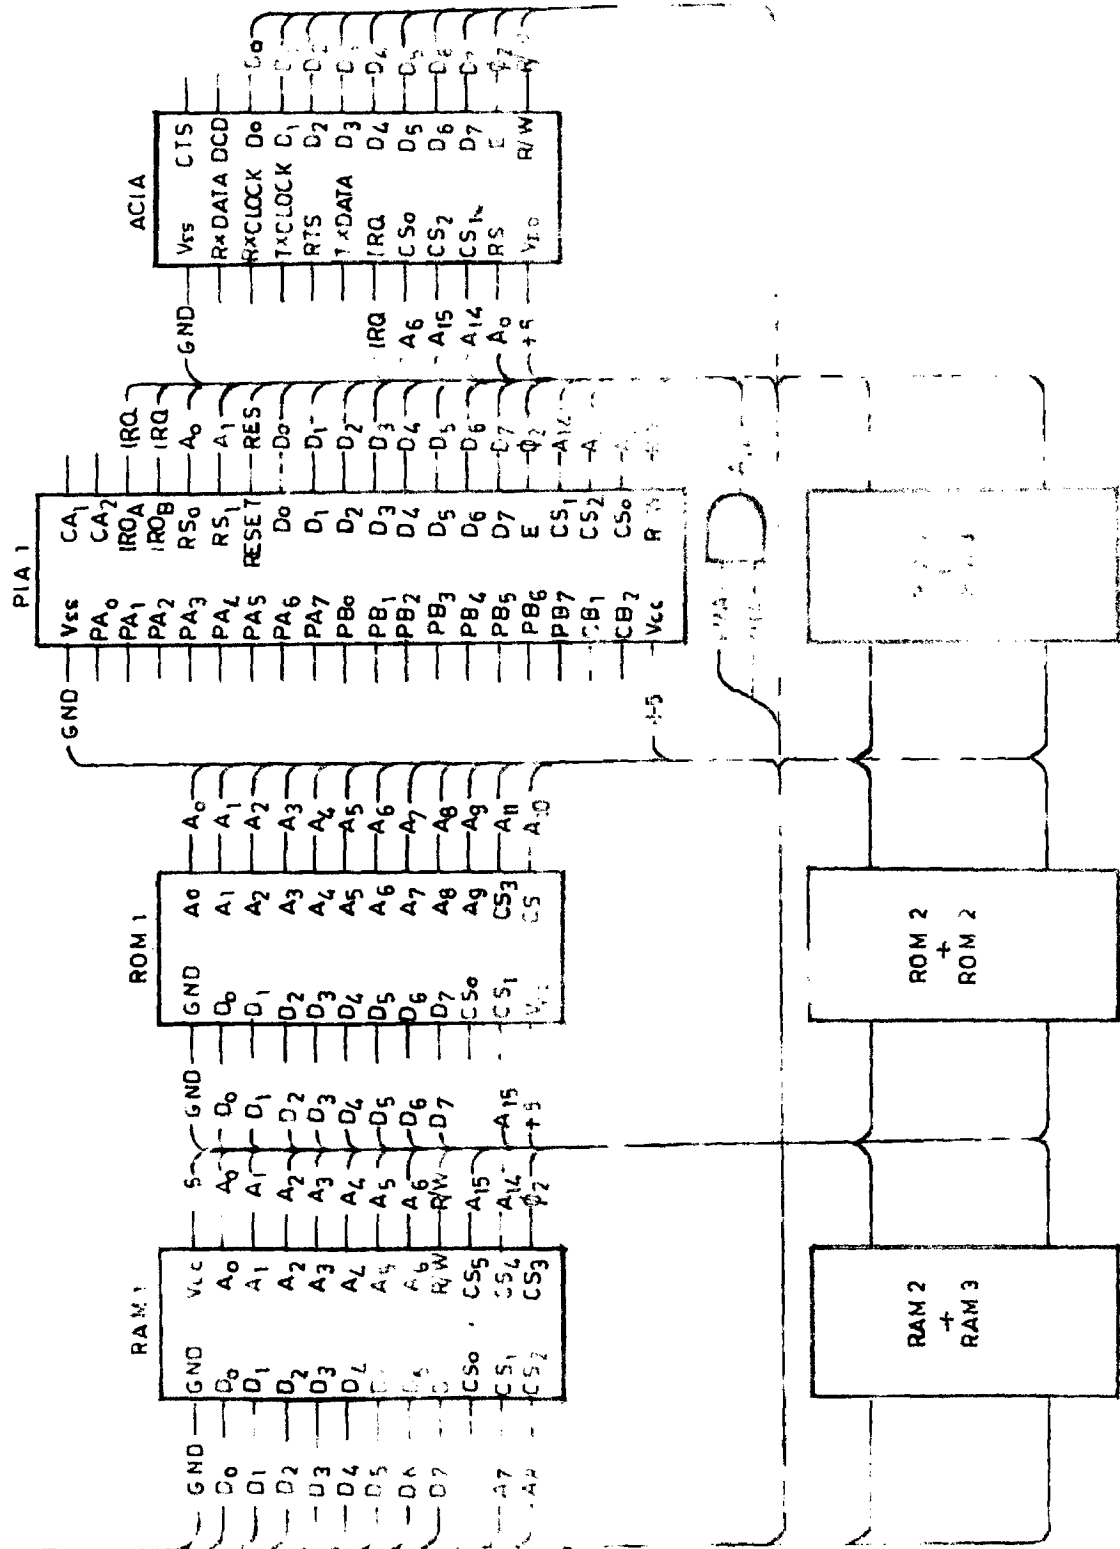 RAM 1
GND
D0
D1
D2
D3
D4
D5
D7
A7
GND
D0
D1
D2
D3
D4
CS0
CS1
CS2
VCC
A0
A1
A2
A3
A4
A5
A6
R/W
CS5
CS4
CS3
5
A0
A1
A2
A3
A4
A5
A6
R/W
A15
A14
Φ2
ROM 1
GND
D0
D1
D2
D3
D4
D5
D6
D7
A15
+5
GND
D0
D1
D2
D3
D4
D5
D6
D7
CS0
CS1
A0
A1
A2
A3
A4
A5
A6
A7
A8
A9
CS3
CS
A0
A1
A2
A3
A4
A5
A6
A7
A8
A9
A11
A10
PIA 1
GND
+5
Vss
PA0
PA1
PA2
PA3
PA4
PA5
PA6
PA7
PB0
PB1
PB2
PB3
PB4
PB5
PB6
PB7
CB1
CB2
Vcc
CA1
CA2
IRQA
IRQB
RS0
RS1
RESET
D0
D1
D2
D3
D4
D5
D6
D7
E
CS1
CS2
CS0
IRQ
IRQ
A0
A1
RES
D0
D1
D2
D3
D4
D5
D6
D7
Φ2
A14
ACIA
GND
IRQ
A6
A15
A14
A0
+5
Vss
RxDATA
RxCLOCK
TxCLOCK
RTS
TxDATA
IRQ
CS0
CS2
CS1
RS
VDD
CTS
DCD
D0
D1
D2
D3
D4
D5
D6
D7
E
R/W
D0
D4
D5
D6
D7
RAM 2
+
RAM 3
ROM 2
+
ROM 2